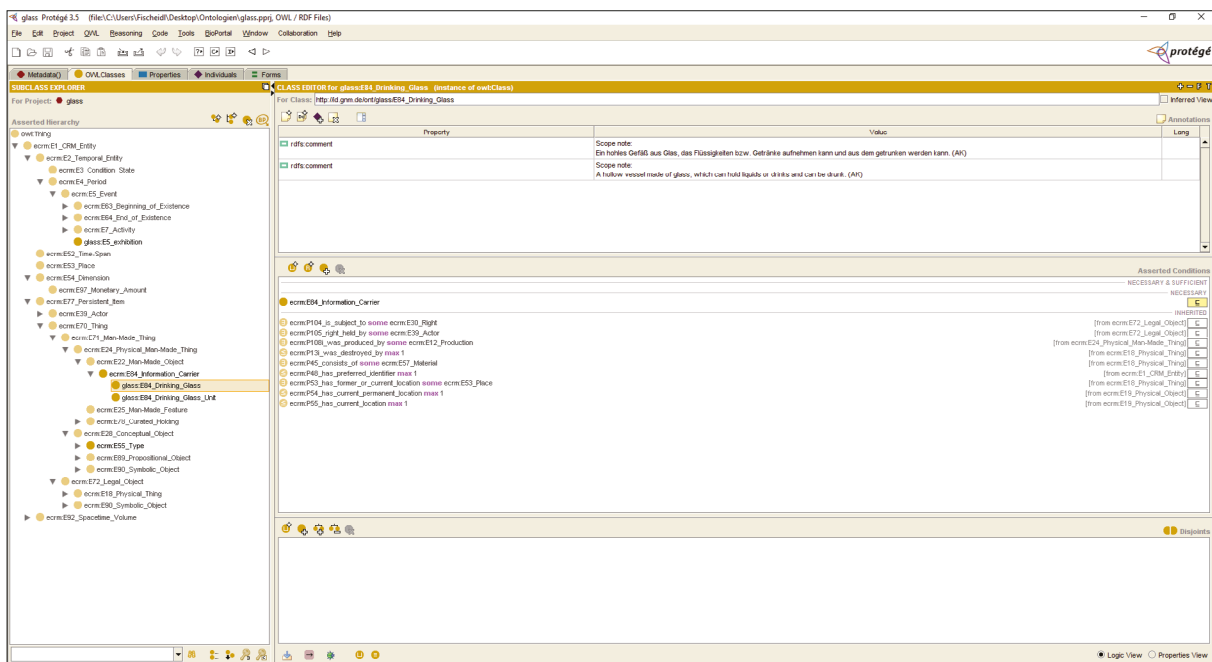 glass Protégé 3.5 (file:\C:\Users\Fischeidl\Desktop\Ontologien\glass.pprj, OWL / RDF Files)
File Edit Project OWL Reasoning Code Tools BioPortal Window Collaboration Help
protégé
Metadata() OWLClasses Properties Individuals Forms
SUBCLASS EXPLORER
For Project: glass
Asserted Hierarchy
owl:Thing
ecrm:E1_CRM_Entity
ecrm:E2_Temporal_Entity
ecrm:E3_Condition_State
ecrm:E4_Period
ecrm:E5_Event
ecrm:E63_Beginning_of_Existence
ecrm:E64_End_of_Existence
ecrm:E7_Activity
glass:E5_exhibition
ecrm:E52_Time-Span
ecrm:E53_Place
ecrm:E54_Dimension
ecrm:E97_Monetary_Amount
ecrm:E77_Persistent_Item
ecrm:E39_Actor
ecrm:E70_Thing
ecrm:E71_Man-Made_Thing
ecrm:E24_Physical_Man-Made_Thing
ecrm:E22_Man-Made_Object
ecrm:E84_Information_Carrier
glass:E84_Drinking_Glass
glass:E84_Drinking_Glass_Unit
ecrm:E25_Man-Made_Feature
ecrm:E78_Curated_Holding
ecrm:E28_Conceptual_Object
ecrm:E55_Type
ecrm:E89_Propositional_Object
ecrm:E90_Symbolic_Object
ecrm:E72_Legal_Object
ecrm:E18_Physical_Thing
ecrm:E90_Symbolic_Object
ecrm:E92_Spacetime_Volume
CLASS EDITOR for glass:E84_Drinking_Glass (instance of owl:Class)
For Class: http://ld.gnm.de/ont/glass/E84_Drinking_Glass Inferred View
Annotations
Property Value Lang
rdfs:comment Scope note:
Ein hohles Gefäß aus Glas, das Flüssigkeiten bzw. Getränke aufnehmen kann und aus dem getrunken werden kann. (AK)
rdfs:comment Scope note:
A hollow vessel made of glass, which can hold liquids or drinks and can be drunk. (AK)
Asserted Conditions
NECESSARY & SUFFICIENT
NECESSARY
ecrm:E84_Information_Carrier
INHERITED
ecrm:P104_is_subject_to some ecrm:E30_Right [from ecrm:E72_Legal_Object]
ecrm:P105_right_held_by some ecrm:E39_Actor [from ecrm:E72_Legal_Object]
ecrm:P108i_was_produced_by some ecrm:E12_Production [from ecrm:E24_Physical_Man-Made_Thing]
ecrm:P13i_was_destroyed_by max 1 [from ecrm:E18_Physical_Thing]
ecrm:P45_consists_of some ecrm:E57_Material [from ecrm:E18_Physical_Thing]
ecrm:P48_has_preferred_identifier max 1 [from ecrm:E1_CRM_Entity]
ecrm:P53_has_former_or_current_location some ecrm:E53_Place [from ecrm:E18_Physical_Thing]
ecrm:P54_has_current_permanent_location max 1 [from ecrm:E19_Physical_Object]
ecrm:P55_has_current_location max 1 [from ecrm:E19_Physical_Object]
Disjoints
Logic View Properties View